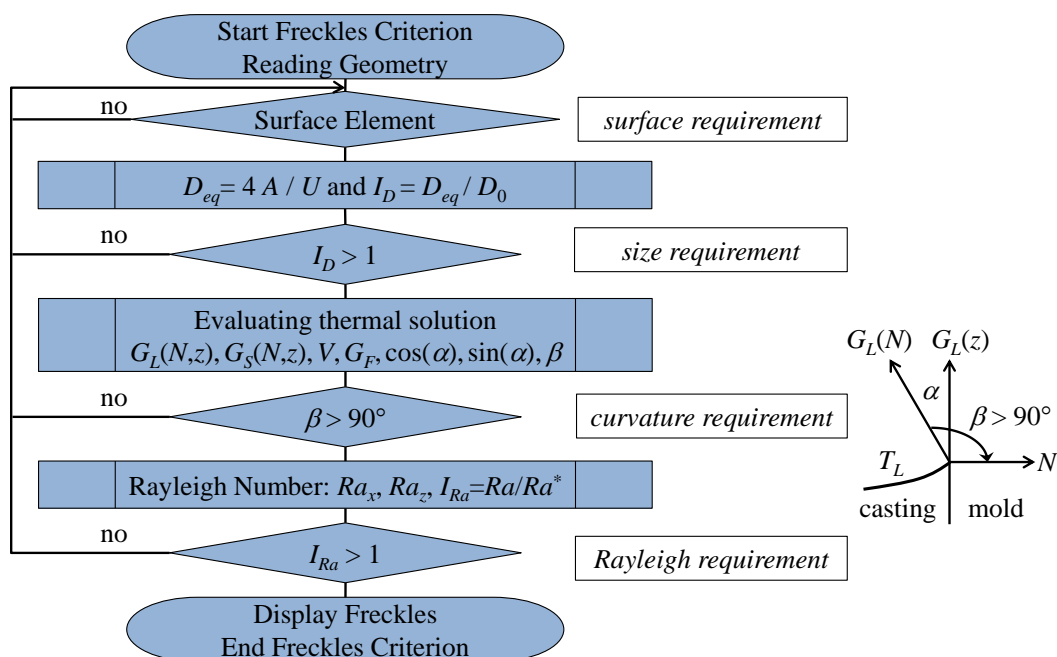 Start Freckles Criterion
Reading Geometry
no
Surface Element
surface requirement
D_eq = 4 A / U and I_D = D_eq / D_0
no
I_D > 1
size requirement
Evaluating thermal solution
G_L(N,z), G_S(N,z), V, G_F, cos(α), sin(α), β
no
β > 90°
curvature requirement
Rayleigh Number: Ra_x, Ra_z, I_Ra=Ra/Ra*
no
I_Ra > 1
Rayleigh requirement
Display Freckles
End Freckles Criterion
G_L(N) G_L(z)
α
β > 90°
T_L
N
casting mold